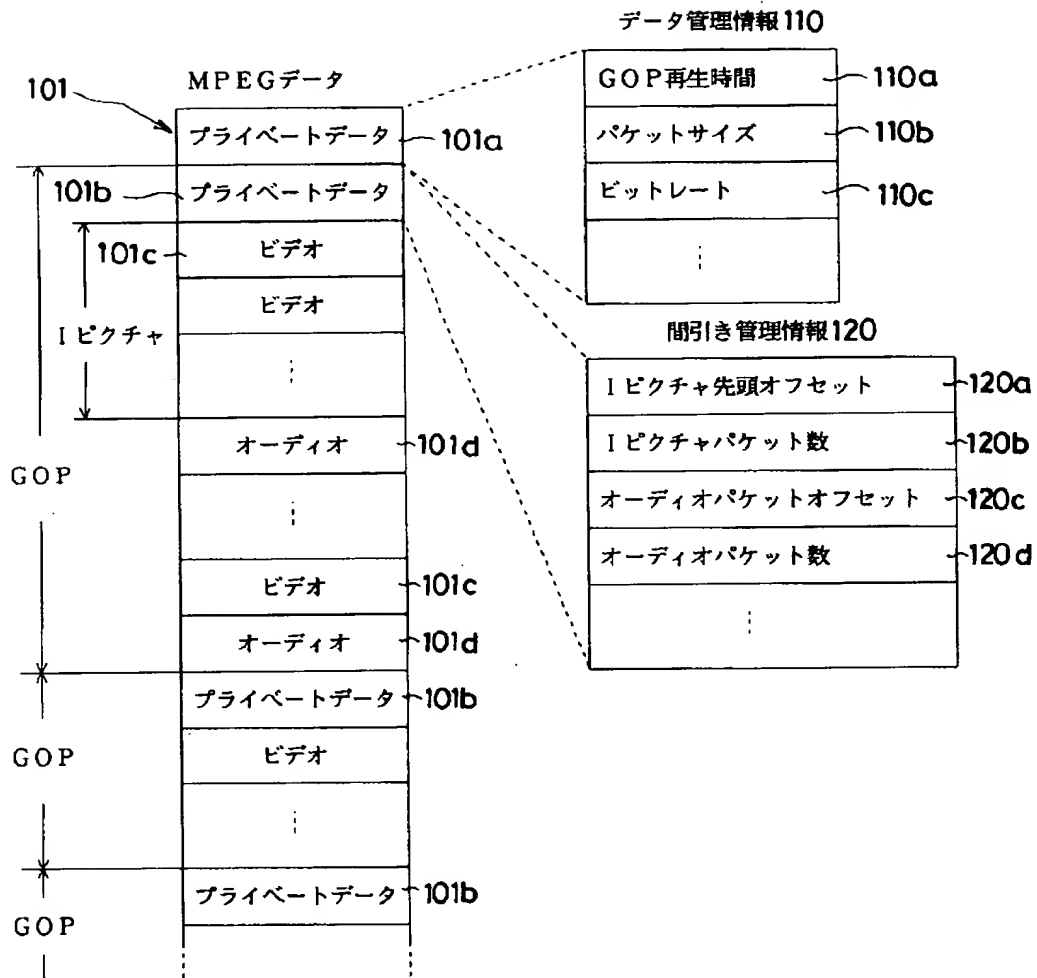 データ管理情報110
GOP再生時間
110a
パケットサイズ
110b
ビットレート
110c
101
MPEGデータ
プライベートデータ
101a
101b
プライベートデータ
101c
ビデオ
ビデオ
Iピクチャ
オーディオ
101d
GOP
ビデオ
101c
オーディオ
101d
プライベートデータ
101b
ビデオ
GOP
プライベートデータ
101b
GOP
間引き管理情報120
Iピクチャ先頭オフセット
120a
Iピクチャパケット数
120b
オーディオパケットオフセット
120c
オーディオパケット数
120d